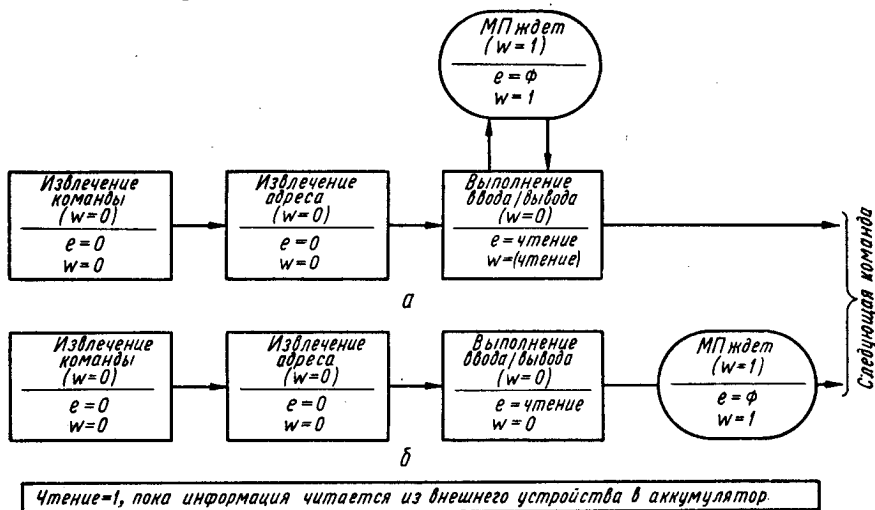 МП ждет
(w=1)
e=Ф
w=1
Извлечение
команды
(w=0)
e=0
w=0
Извлечение
адреса
(w=0)
e=0
w=0
Выполнение
ввода/вывода
(w=0)
e=чтение
w=(чтение)
а
Извлечение
команды
(w=0)
e=0
w=0
Извлечение
адреса
(w=0)
e=0
w=0
Выполнение
ввода/вывода
(w=0)
e=чтение
w=0
МП ждет
(w=1)
e=Ф
w=1
б
Следующая команда
Чтение=1, пока информация читается из внешнего устройства в аккумулятор